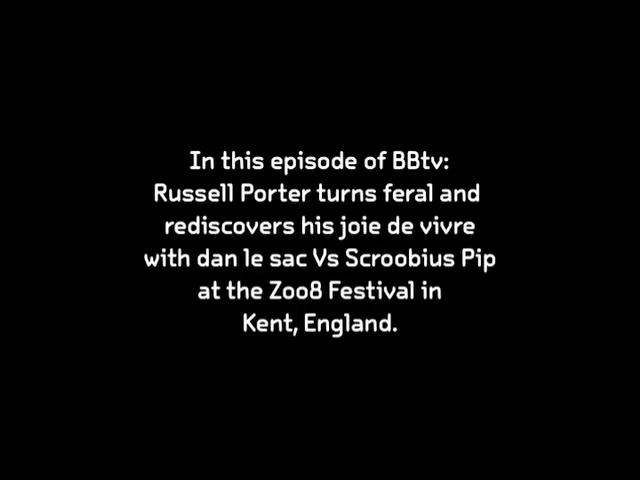 In this episode of BBtv:
Russell Porter turns feral and
rediscovers his joie de vivre
with dan le sac Vs Scroobius Pip
at the Zoo8 Festival in
Kent, England.